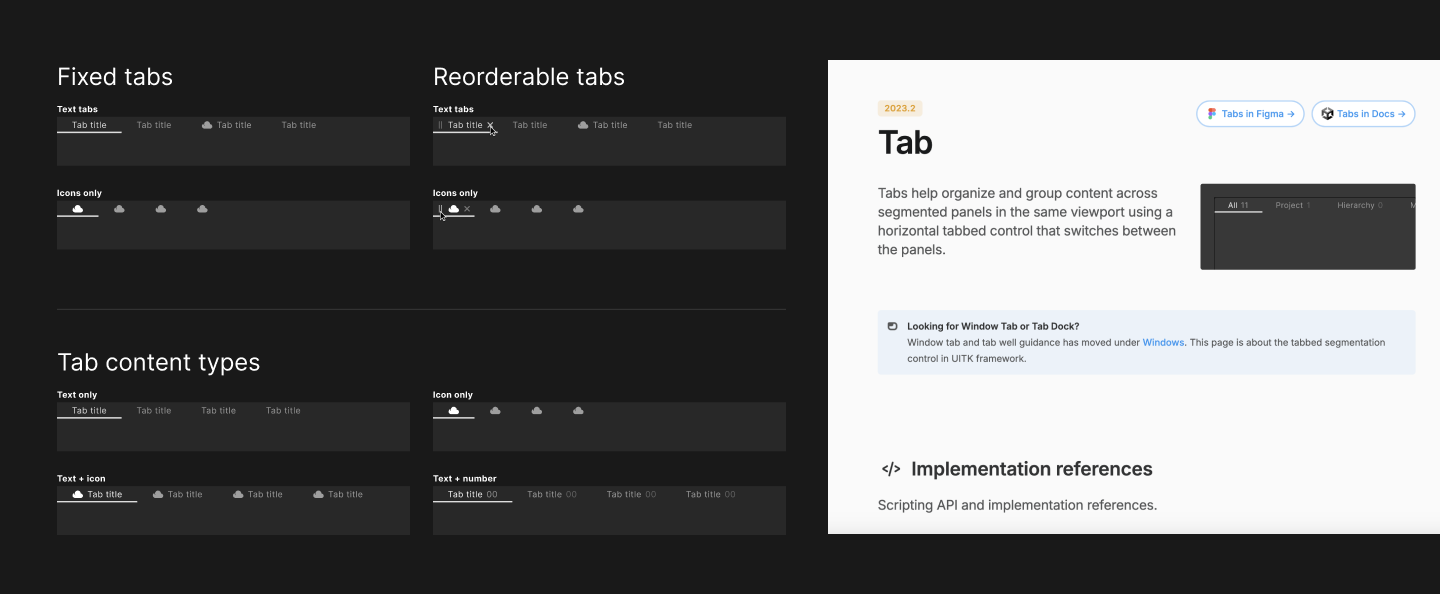 Fixed tabs
Text tabs
Tab title Tab title Tab title Tab title
Icons only
Reorderable tabs
Text tabs
Tab title Tab title Tab title Tab title
Icons only
Tab content types
Text only
Tab title Tab title Tab title Tab title
Icon only
Text + icon
Tab title Tab title Tab title Tab title
Text + number
Tab title 00 Tab title 00 Tab title 00 Tab title 00
2023.2
Tabs in Figma → Tabs in Docs →
Tab
Tabs help organize and group content across
segmented panels in the same viewport using a
horizontal tabbed control that switches between
the panels.
All 11 Project 1 Hierarchy 0 M
Looking for Window Tab or Tab Dock?
Window tab and tab well guidance has moved under Windows. This page is about the tabbed segmentation
control in UITK framework.
</> Implementation references
Scripting API and implementation references.